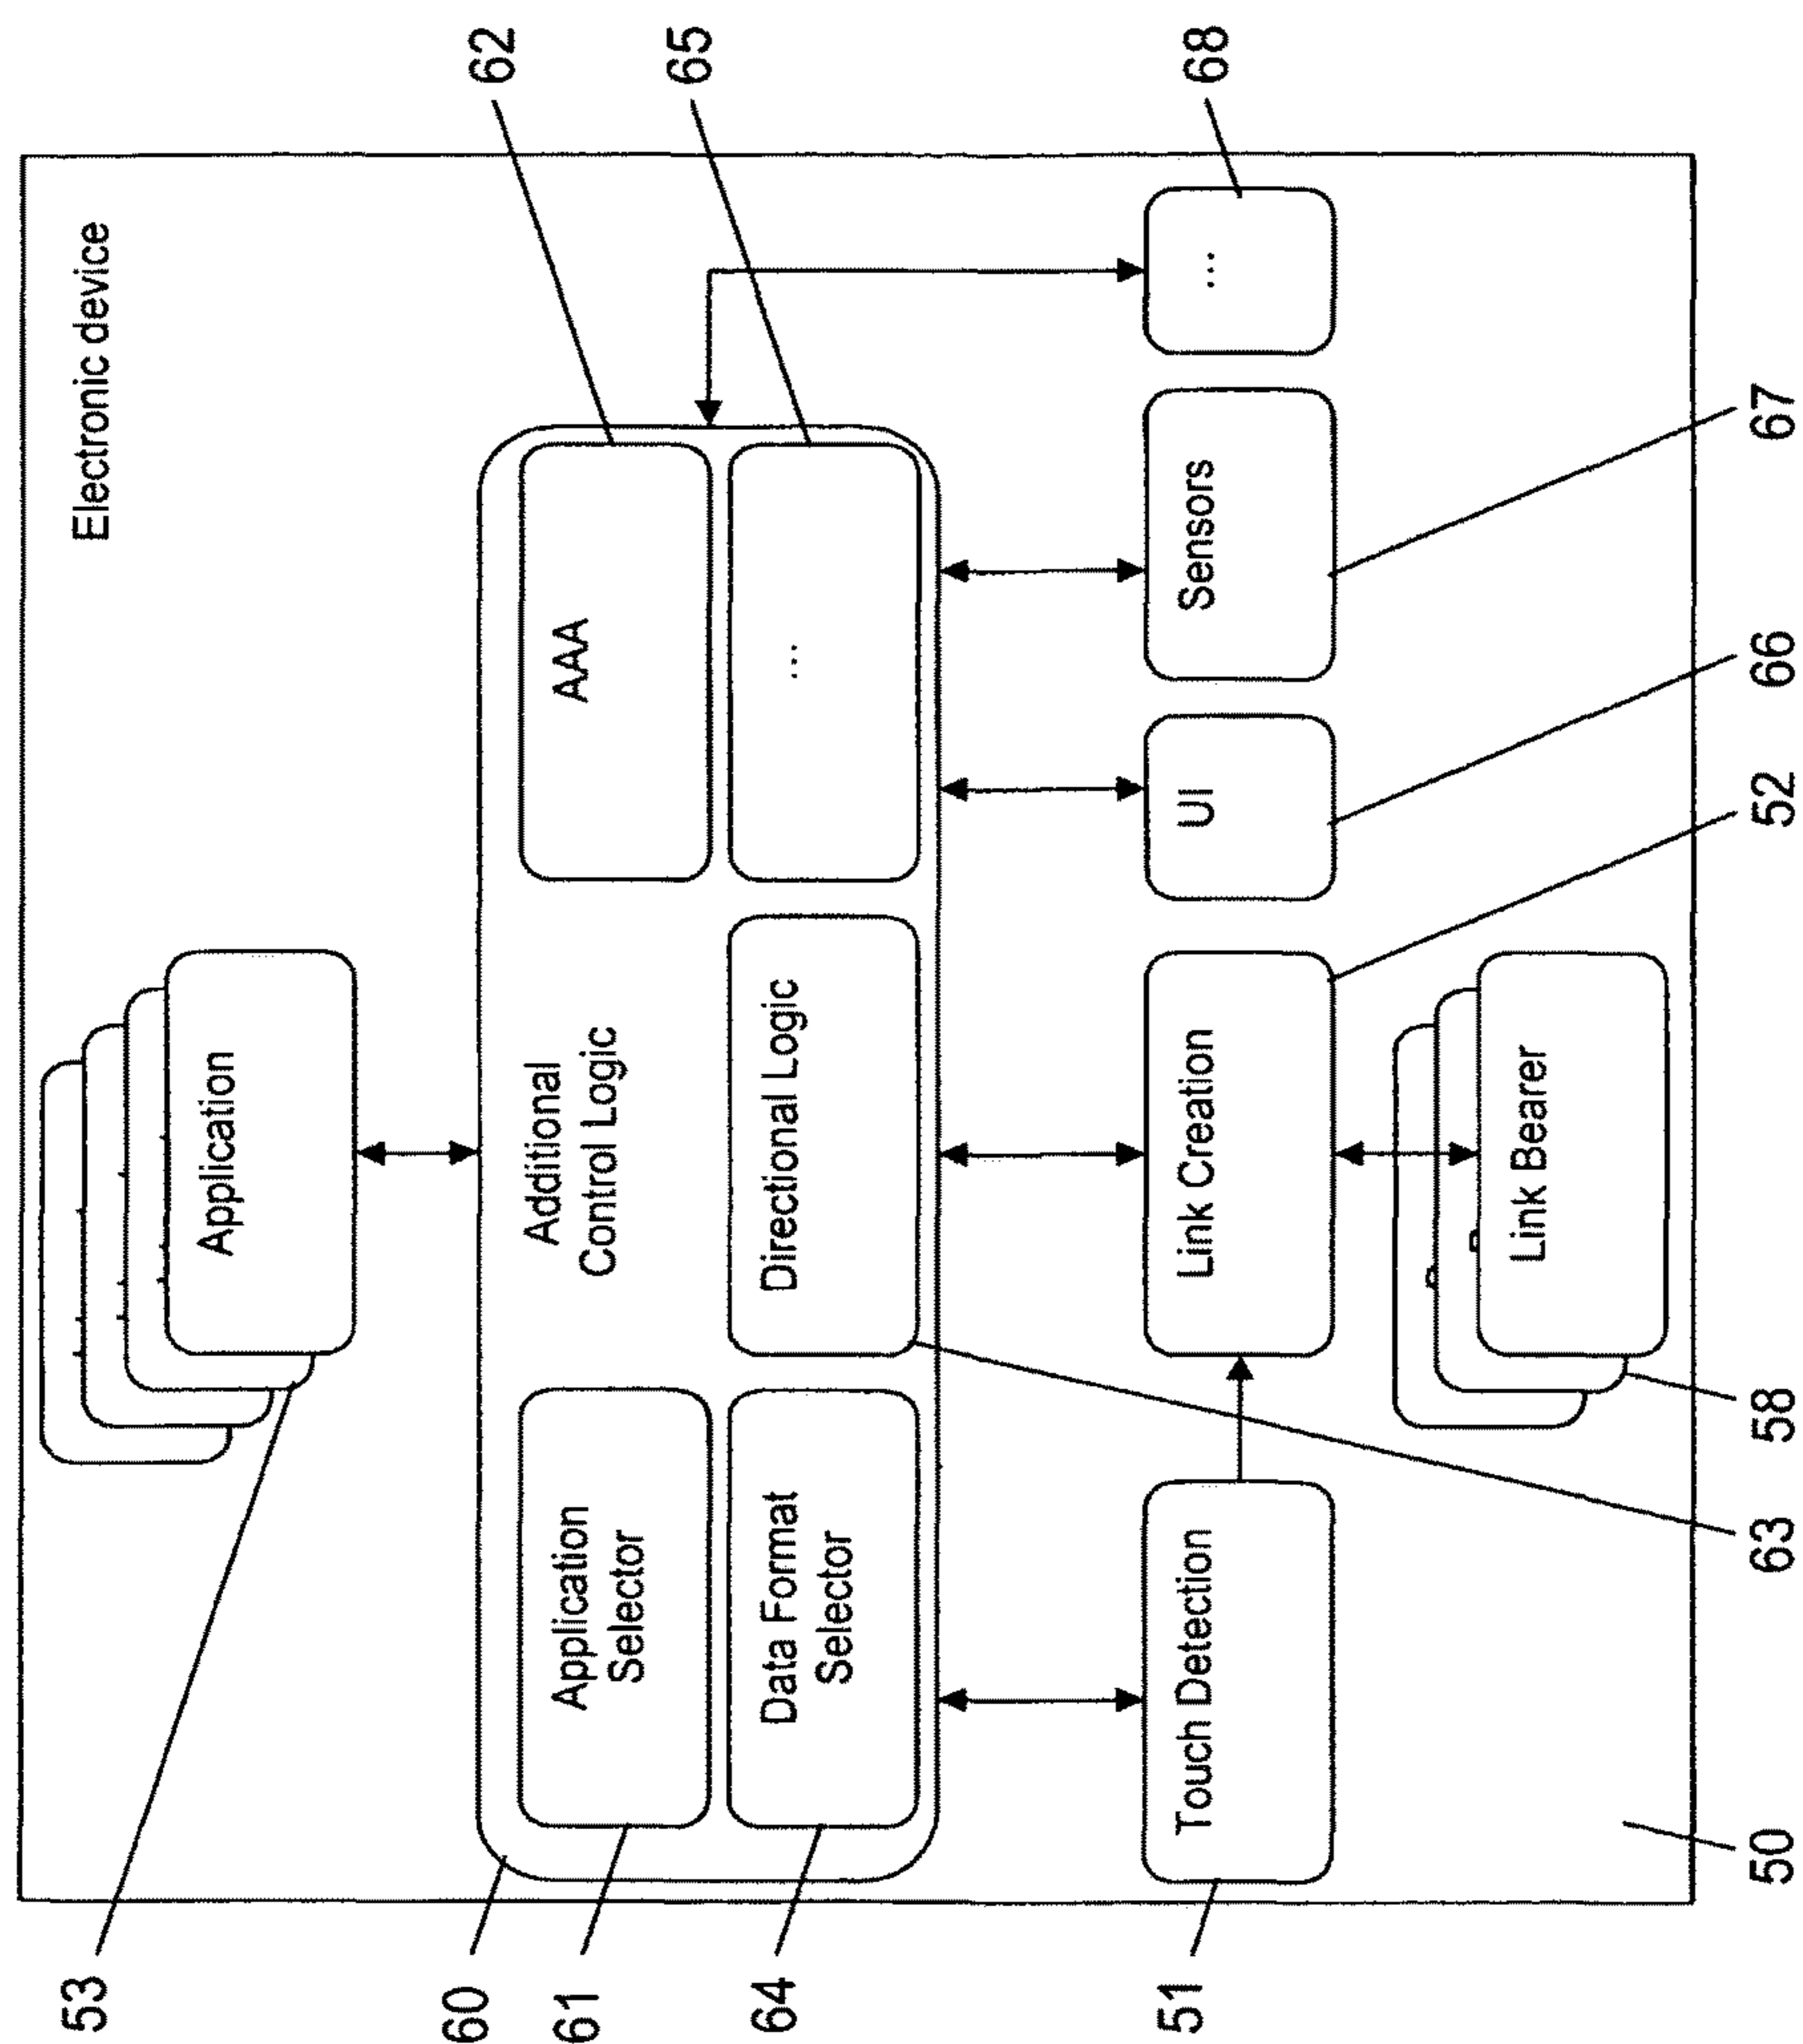 Electronic device
53
Application
62
65
68
60
61
64
Application
Selector
Additional
Control Logic
AAA
Data Format
Selector
Directional Logic
...
51
Touch Detection
Link Creation
UI
Sensors
...
Link Bearer
50
63
58
52
66
67